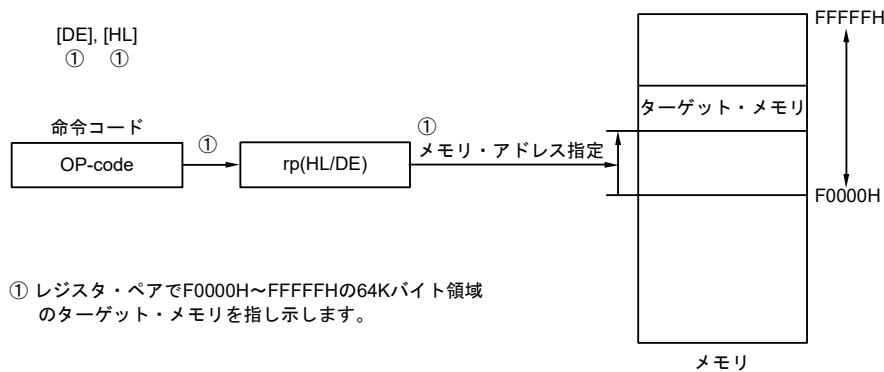 FFFFFH
[DE], [HL]
① ①
ターゲット・メモリ
命令コード
①
①
OP-code
rp(HL/DE)
メモリ・アドレス指定
F0000H
① レジスタ・ペアでF0000H～FFFFFHの64Kバイト領域
のターゲット・メモリを指し示します。
メモリ